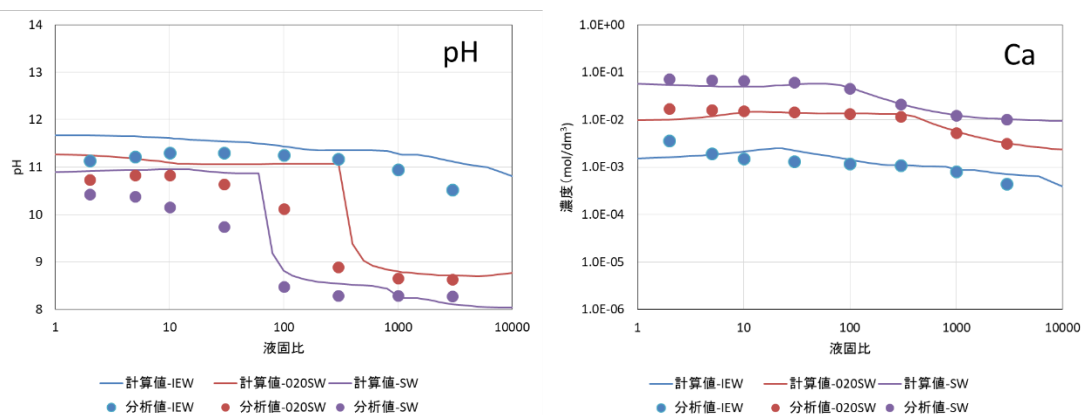 pH
14
13
12
11
10
9
8
pH
1 10 100 1000 10000
液固比
計算値-IEW 計算値-020SW 計算値-SW
分析値-IEW 分析値-020SW 分析値-SW
Ca
1.0E+00
1.0E-01
1.0E-02
1.0E-03
1.0E-04
1.0E-05
1.0E-06
濃度(mol/dm³)
1 10 100 1000 10000
液固比
計算値-IEW 計算値-020SW 計算値-SW
分析値-IEW 分析値-020SW 分析値-SW